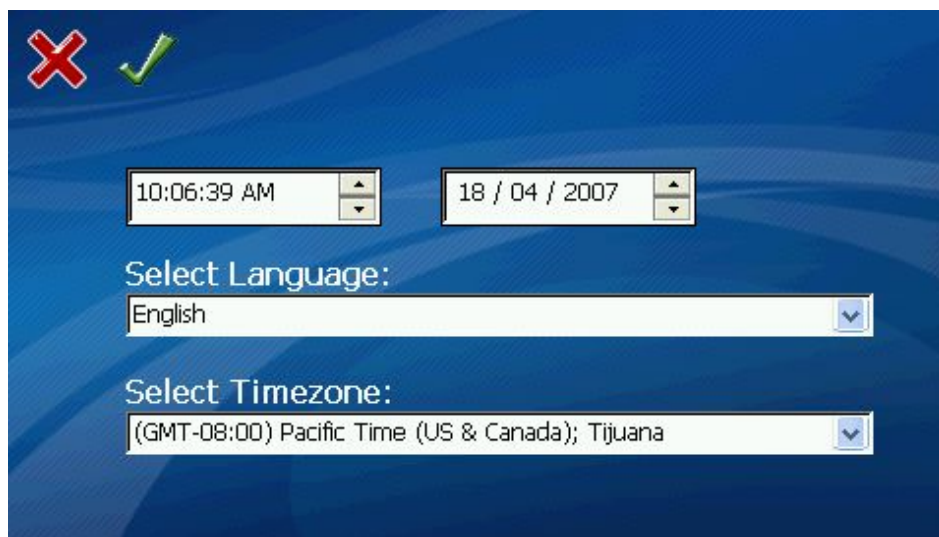 10:06:39 AM 18 / 04 / 2007
Select Language:
English
Select Timezone:
(GMT-08:00) Pacific Time (US & Canada); Tijuana